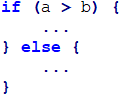 if (a > b) {
    ...
} else {
    ...
}